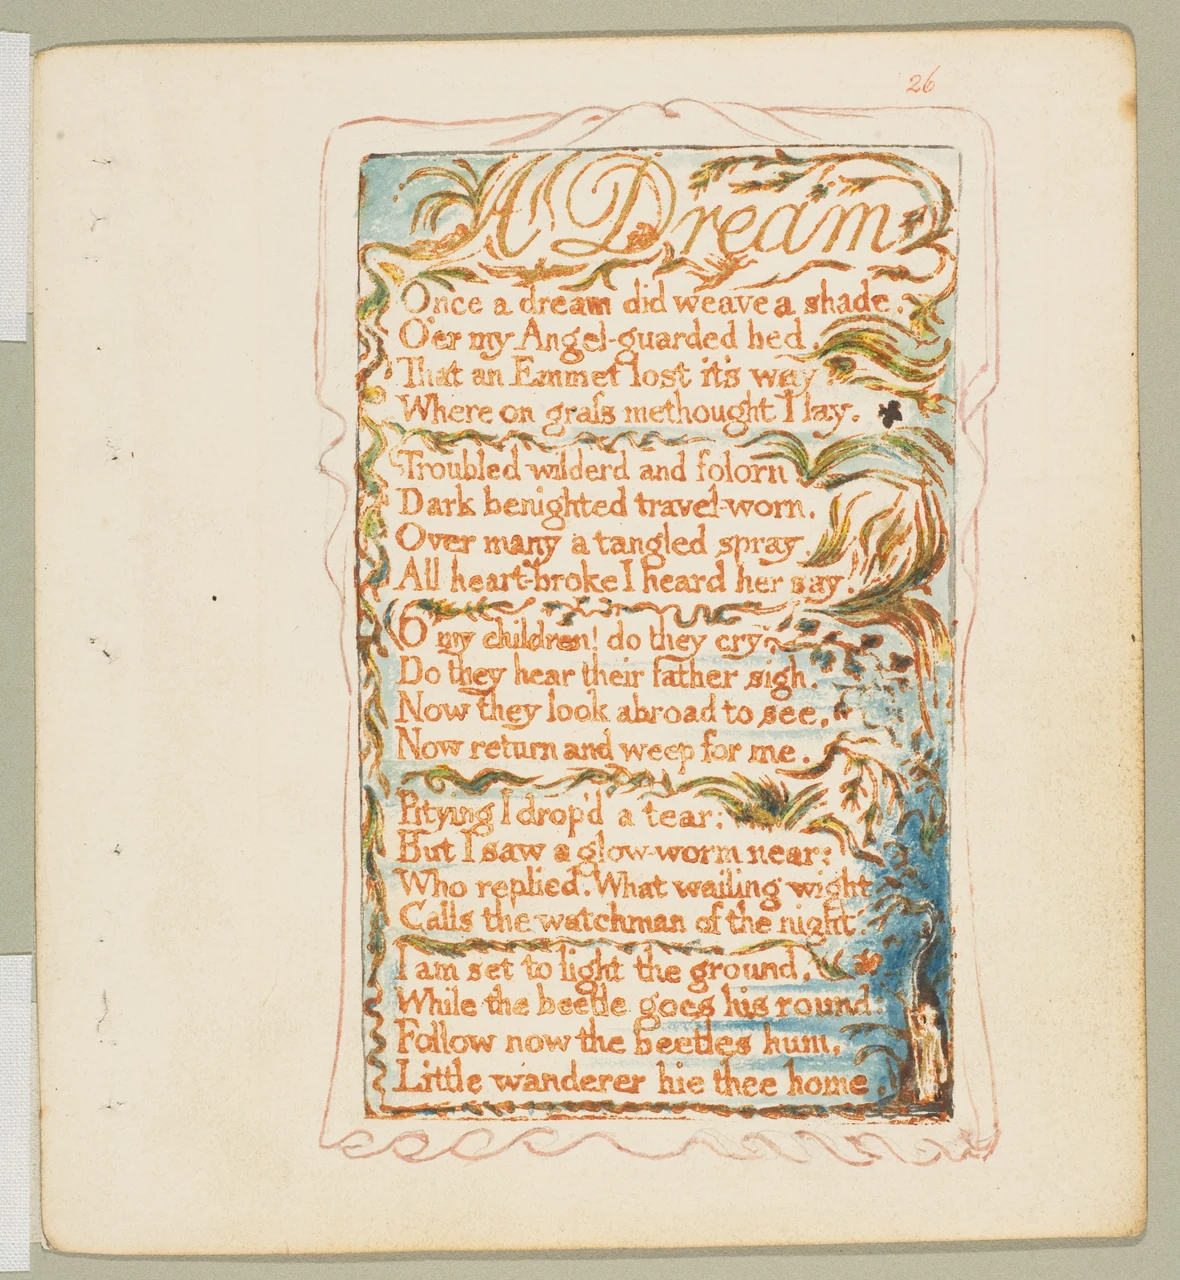 26
A Dream
Once a dream did weave a shade,
O'er my Angel-guarded bed,
That an Emmet lost it's way
Where on graſs methought I lay.
Troubled wilderd and folorn
Dark benighted travel-worn,
Over many a tangled spray
All heart-broke I heard her say.
O my children! do they cry,
Do they hear their father sigh.
Now they look abroad to see,
Now return and weep for me.
Pitying I drop'd a tear:
But I saw a glow-worm near:
Who replied. What wailing wight
Calls the watchman of the night.
I am set to light the ground,
While the beetle goes his round:
Follow now the beetles hum,
Little wanderer hie thee home.